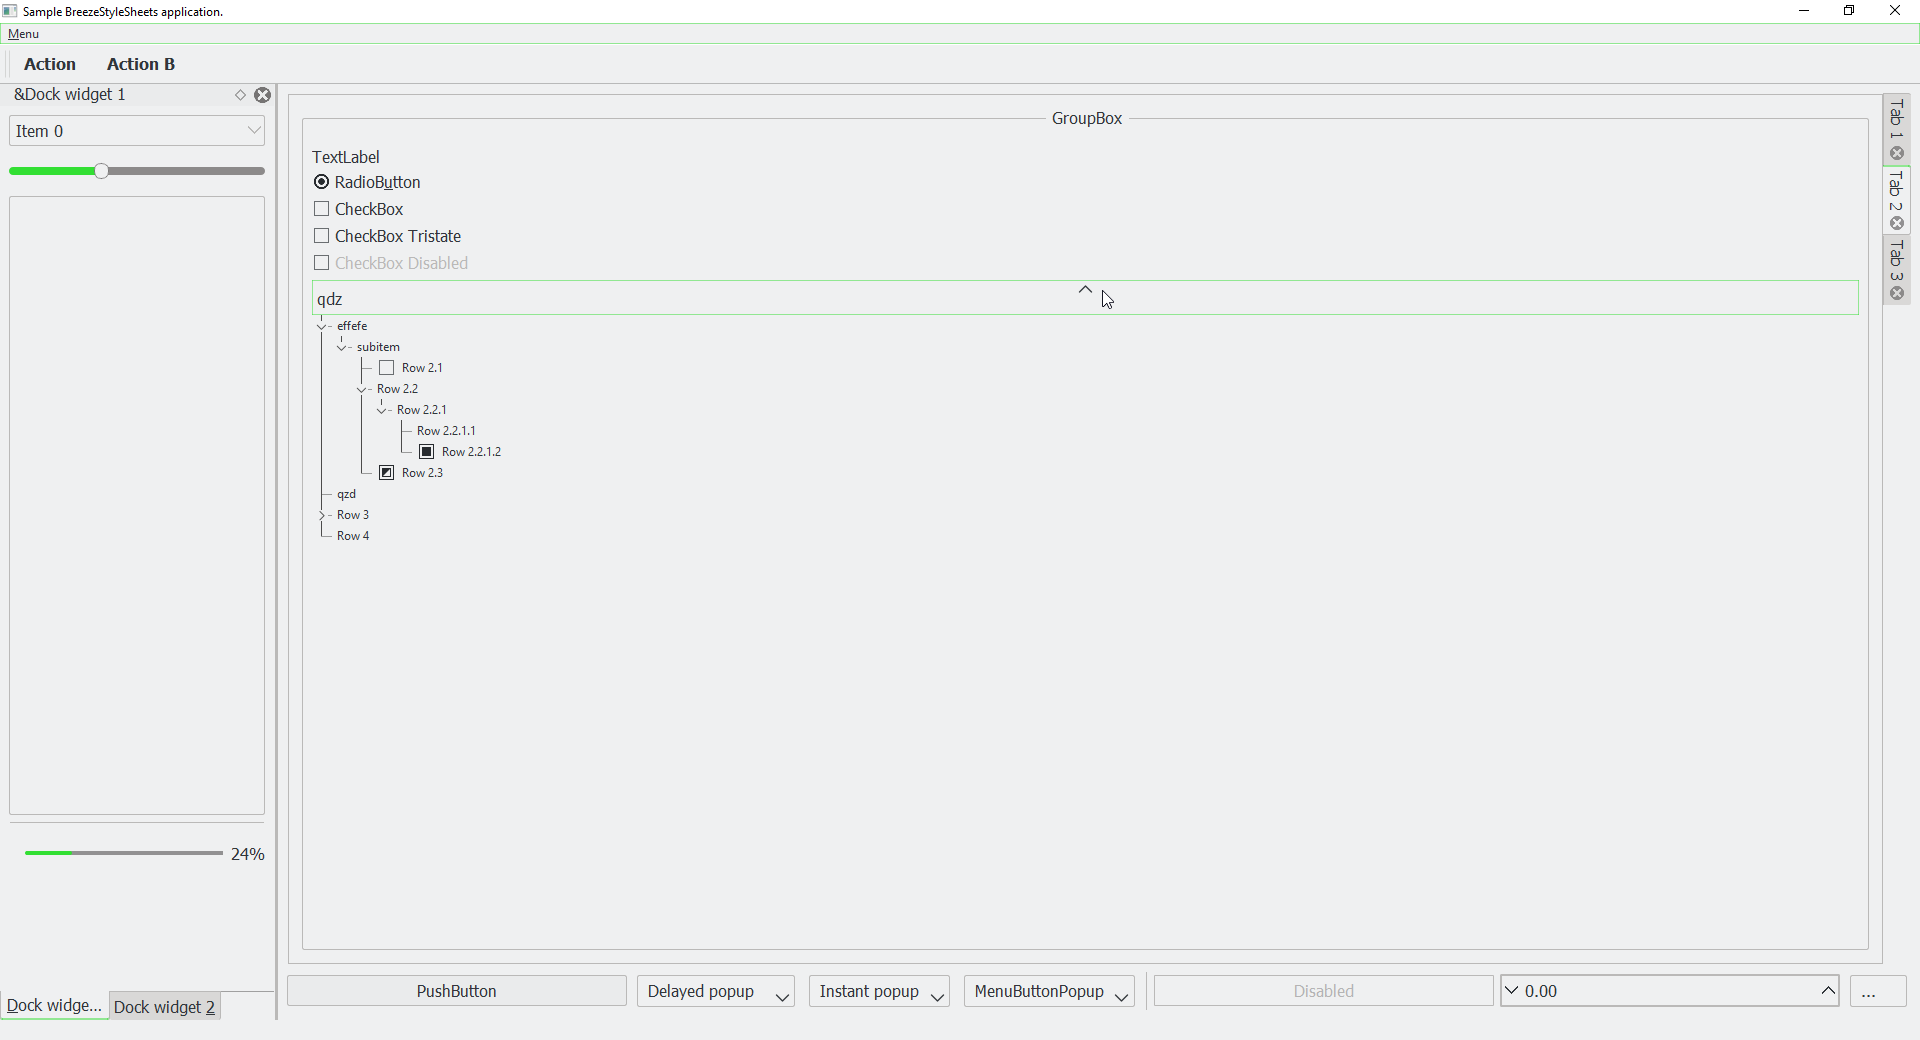 Sample BreezeStyleSheets application.
Menu
Action Action B
&Dock widget 1
Item 0
24%
Dock widge... Dock widget 2
GroupBox
TextLabel
RadioButton
CheckBox
CheckBox Tristate
CheckBox Disabled
qdz
effefe
subitem
Row 2.1
Row 2.2
Row 2.2.1
Row 2.2.1.1
Row 2.2.1.2
Row 2.3
qzd
Row 3
Row 4
Tab 1
Tab 2
Tab 3
PushButton Delayed popup Instant popup MenuButtonPopup Disabled 0.00 ...